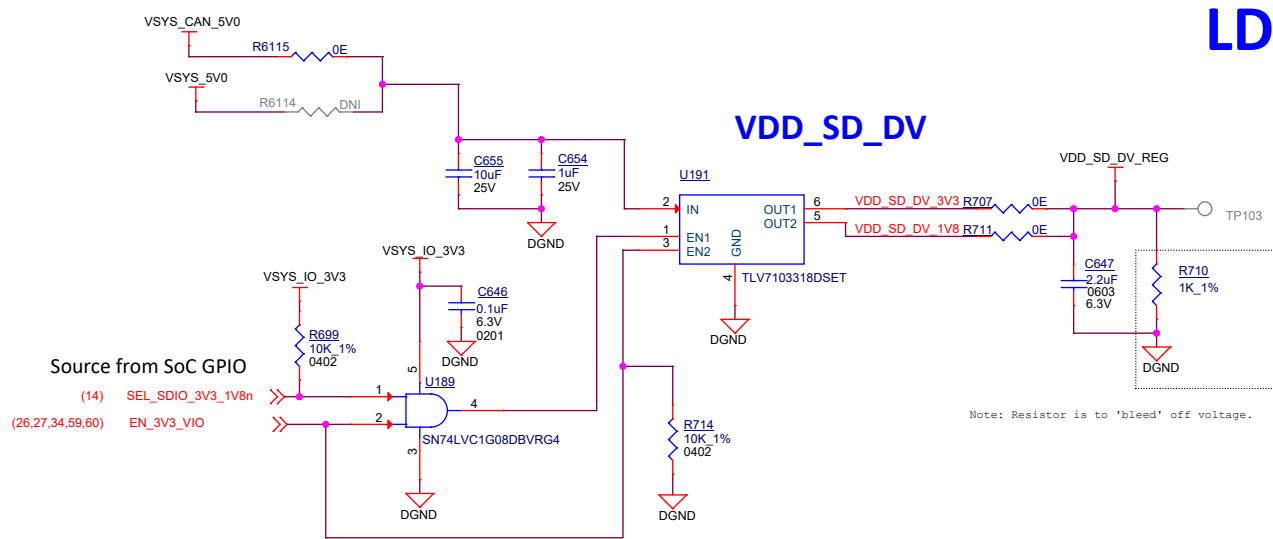 LD
VSYS_CAN_5V0
R6115
0E
VSYS_5V0
R6114
DNI
VDD_SD_DV
C655
10uF
25V
C654
1uF
25V
DGND
U191
2
IN
1
EN1
3
EN2
GND
4
OUT1
6
OUT2
5
TLV7103318DSET
DGND
VDD_SD_DV_3V3
R707
0E
VDD_SD_DV_1V8
R711
0E
VDD_SD_DV_REG
TP103
C647
2.2uF
0603
6.3V
R710
1K_1%
DGND
Note: Resistor is to 'bleed' off voltage.
VSYS_IO_3V3
VSYS_IO_3V3
C646
0.1uF
6.3V
0201
DGND
R699
10K_1%
0402
Source from SoC GPIO
(14) SEL_SDIO_3V3_1V8n
(26,27,34,59,60) EN_3V3_VIO
1
2
5
U189
4
SN74LVC1G08DBVRG4
3
DGND
R714
10K_1%
0402
DGND